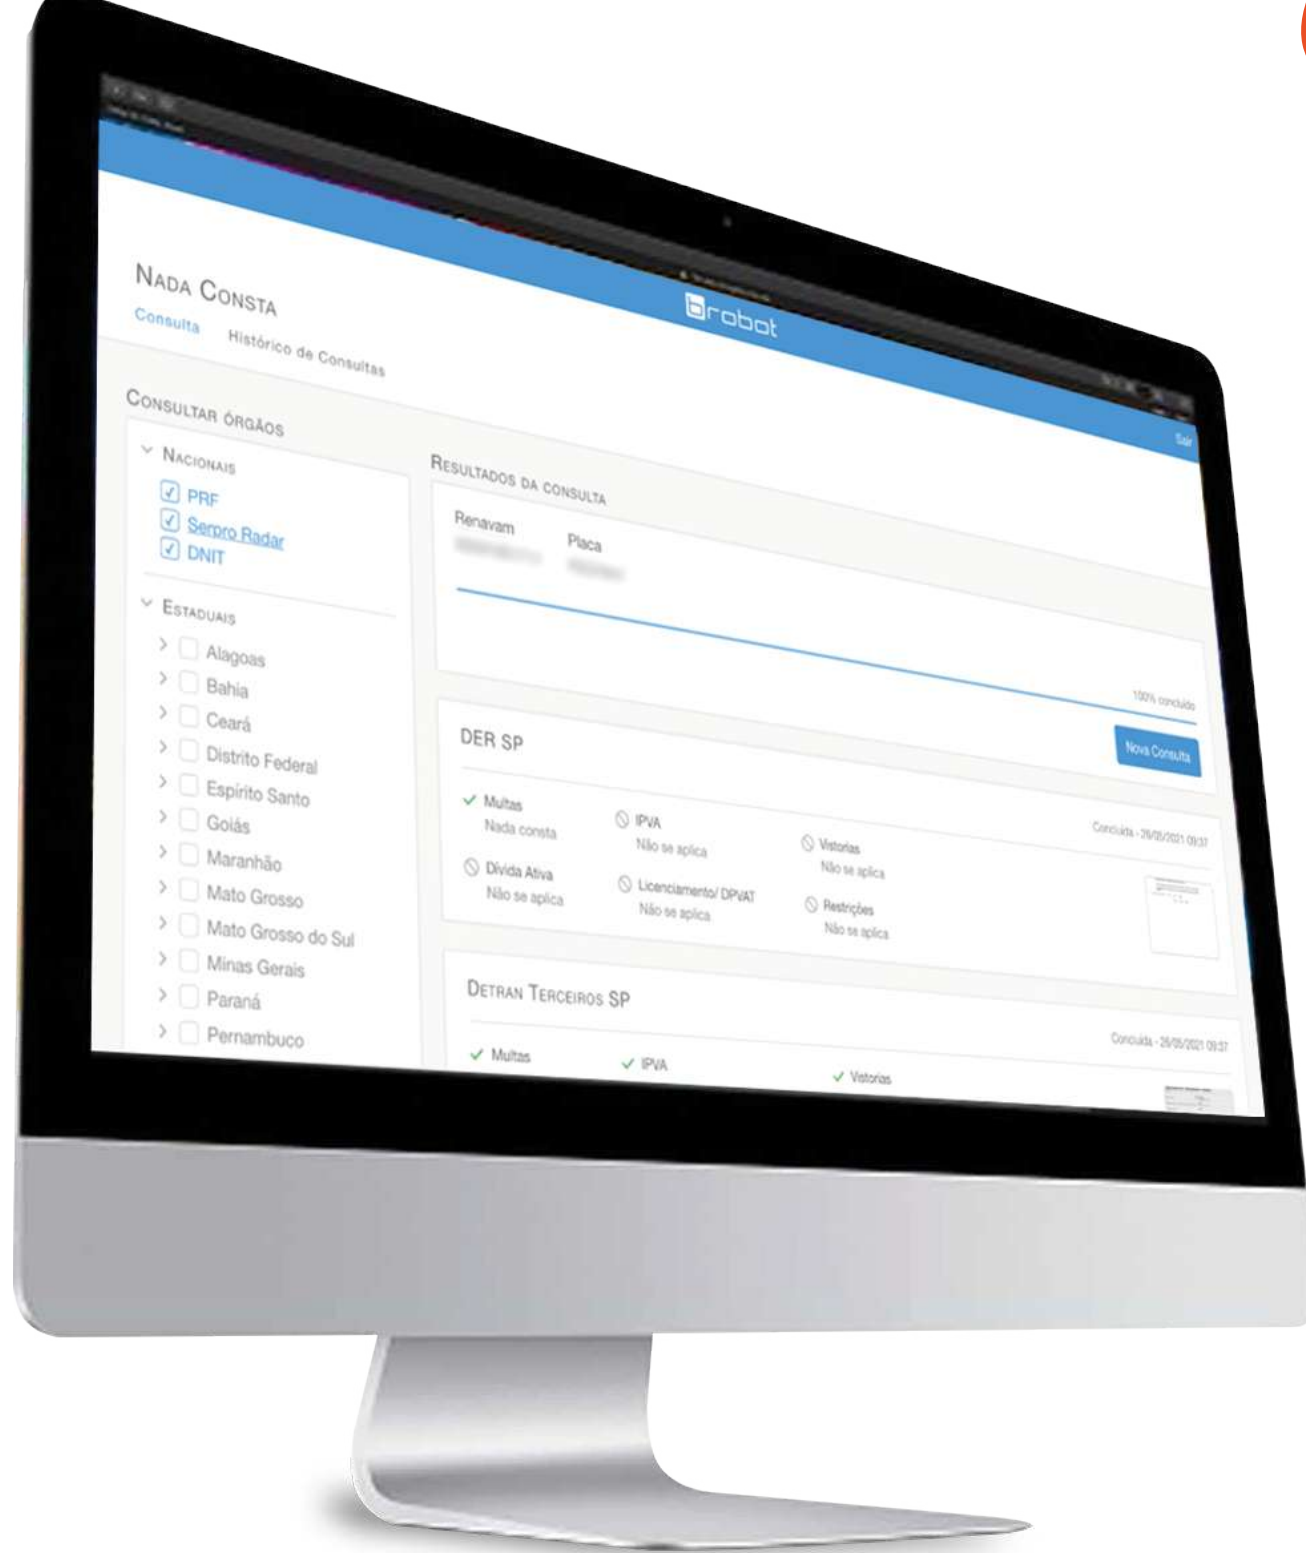 brobot
Sair
NADA CONSTA
Consulta Histórico de Consultas
CONSULTAR ÓRGÃOS
NACIONAIS
PRF
Serpro Radar
DNIT
ESTADUAIS
Alagoas
Bahia
Ceará
Distrito Federal
Espírito Santo
Goiás
Maranhão
Mato Grosso
Mato Grosso do Sul
Minas Gerais
Paraná
Pernambuco
RESULTADOS DA CONSULTA
Renavam Placa
100% concluído
Nova Consulta
DER SP
Concluída - 26/05/2021 09:37
Multas IPVA Vistorias
Nada consta Não se aplica Não se aplica
Dívida Ativa Licenciamento/ DPVAT Restrições
Não se aplica Não se aplica Não se aplica
DETRAN TERCEIROS SP
Concluída - 26/05/2021 09:37
Multas IPVA Vistorias